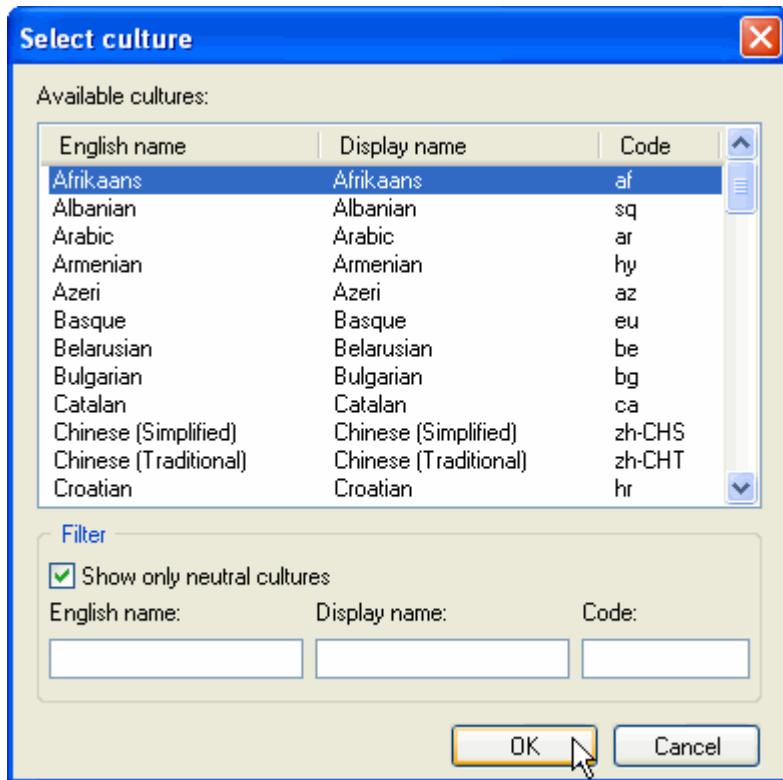 Select culture
Available cultures:
English name Display name Code
Afrikaans Afrikaans af
Albanian Albanian sq
Arabic Arabic ar
Armenian Armenian hy
Azeri Azeri az
Basque Basque eu
Belarusian Belarusian be
Bulgarian Bulgarian bg
Catalan Catalan ca
Chinese (Simplified) Chinese (Simplified) zh-CHS
Chinese (Traditional) Chinese (Traditional) zh-CHT
Croatian Croatian hr
Filter
Show only neutral cultures
English name: Display name: Code:
OK Cancel